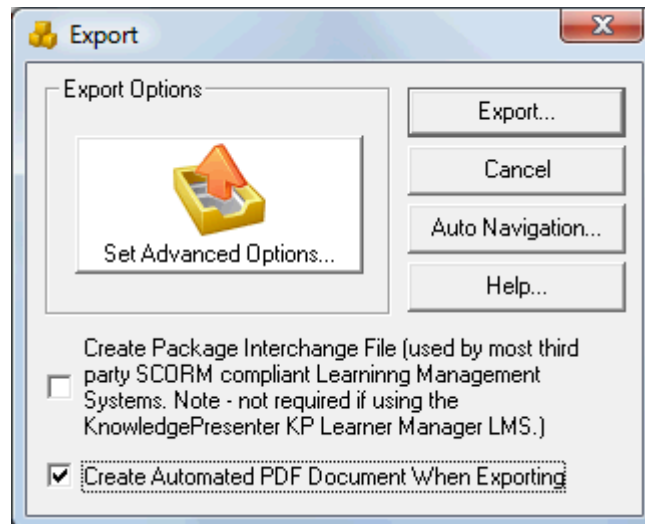 Export
Export Options
Set Advanced Options...
Export...
Cancel
Auto Navigation...
Help...
Create Package Interchange File (used by most third
party SCORM compliant Learninng Management
Systems. Note - not required if using the
KnowledgePresenter KP Learner Manager LMS.)
Create Automated PDF Document When Exporting